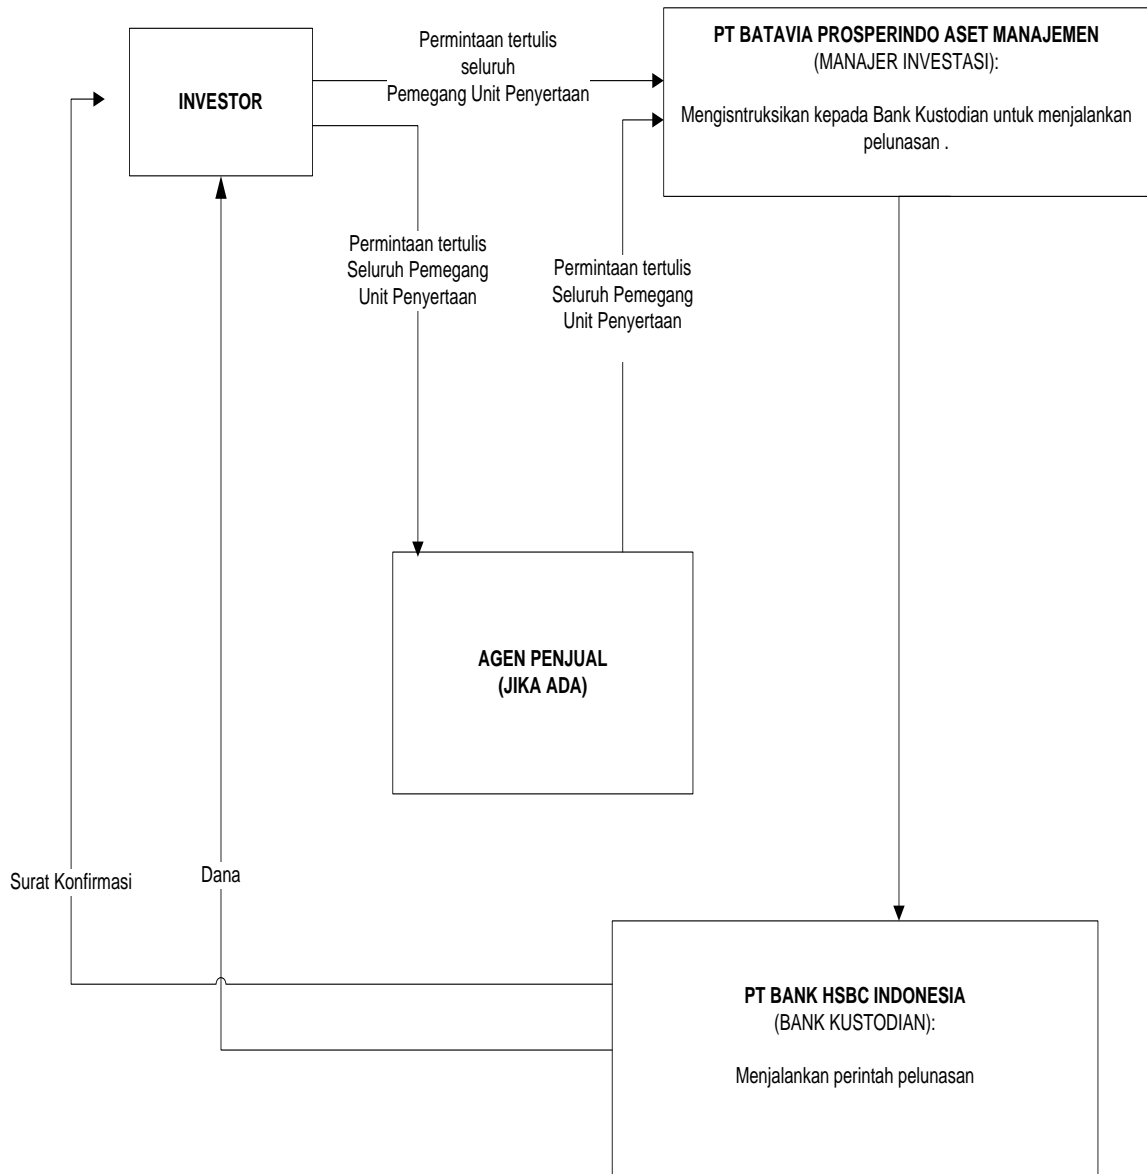 INVESTOR
Permintaan tertulis
seluruh
Pemegang Unit Penyertaan
PT BATAVIA PROSPERINDO ASET MANAJEMEN
(MANAJER INVESTASI):
Mengisntruksikan kepada Bank Kustodian untuk menjalankan
pelunasan .
Permintaan tertulis
Seluruh Pemegang
Unit Penyertaan
Permintaan tertulis
Seluruh Pemegang
Unit Penyertaan
AGEN PENJUAL
(JIKA ADA)
Surat Konfirmasi
Dana
PT BANK HSBC INDONESIA
(BANK KUSTODIAN):
Menjalankan perintah pelunasan